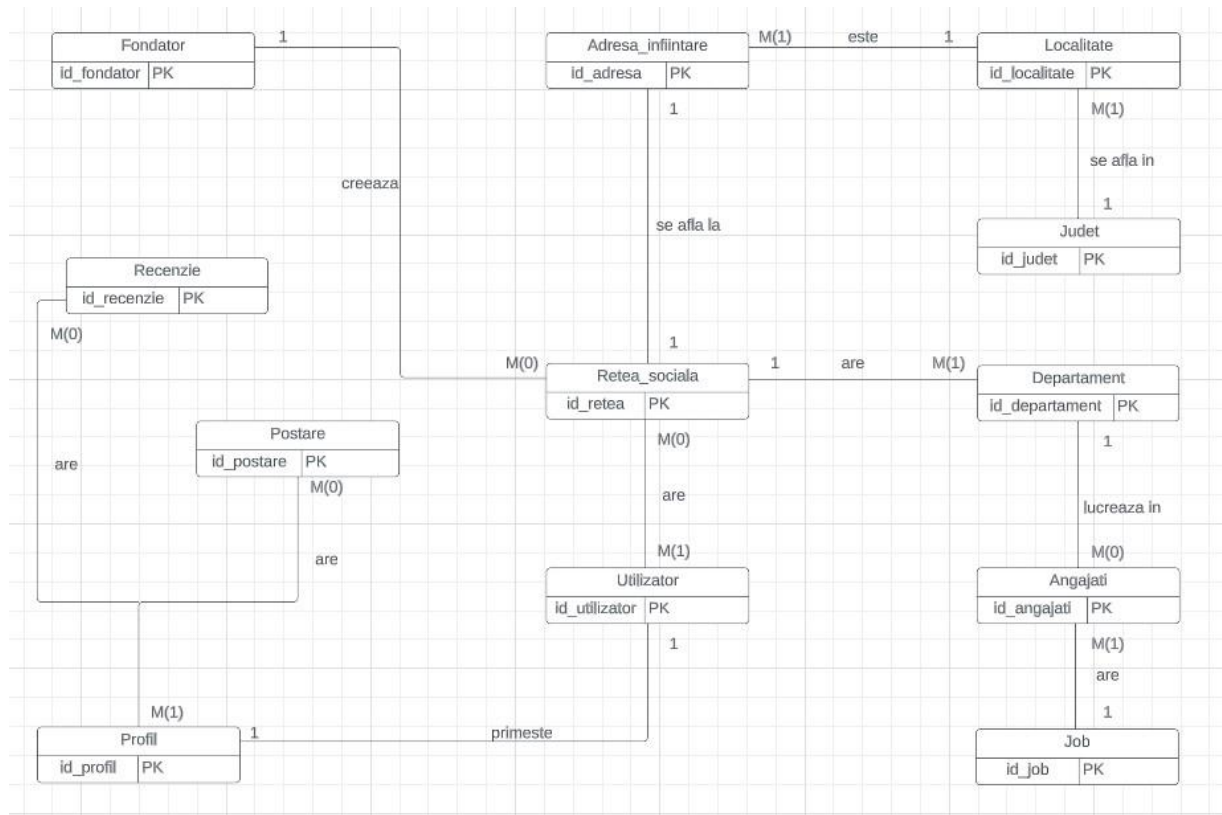 Fondator
id_fondator PK
1
Adresa_infiintare
id_adresa PK
M(1) este 1
Localitate
id_localitate PK
1
M(1)
creeaza
se afla in
se afla la
1
Judet
id_judet PK
Recenzie
id_recenzie PK
M(0)
1
M(0)
Retea_sociala
id_retea PK
1 are M(1)
Departament
id_departament PK
Postare
id_postare PK
M(0)
1
are
M(0)
are
lucreaza in
are
M(1)
M(0)
Utilizator
id_utilizator PK
Angajati
id_angajati PK
1
M(1)
are
M(1)
1
Profil
id_profil PK
1 primeste
Job
id_job PK